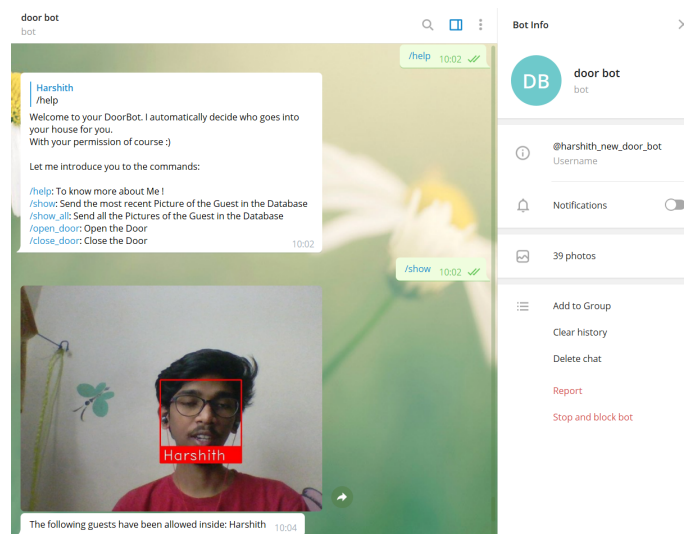 door bot
bot
/help 10:02
Harshith
/help
Welcome to your DoorBot. I automatically decide who goes into
your house for you.
With your permission of course :)
Let me introduce you to the commands:
/help: To know more about Me !
/show: Send the most recent Picture of the Guest in the Database
/show_all: Send all the Pictures of the Guest in the Database
/open_door: Open the Door
/close_door: Close the Door
10:02
/show 10:02
Harshith
The following guests have been allowed inside: Harshith 10:04
Bot Info
DB
door bot
bot
@harshith_new_door_bot
Username
Notifications
39 photos
Add to Group
Clear history
Delete chat
Report
Stop and block bot